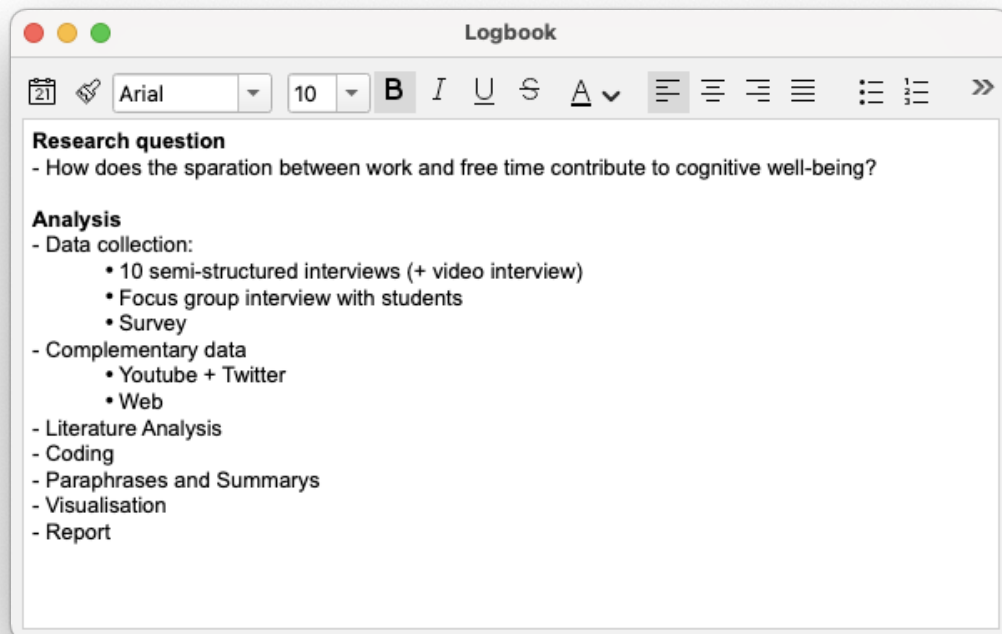 Logbook
21 Arial 10 B I U S A
Research question
- How does the sparation between work and free time contribute to cognitive well-being?
Analysis
- Data collection:
• 10 semi-structured interviews (+ video interview)
• Focus group interview with students
• Survey
- Complementary data
• Youtube + Twitter
• Web
- Literature Analysis
- Coding
- Paraphrases and Summarys
- Visualisation
- Report